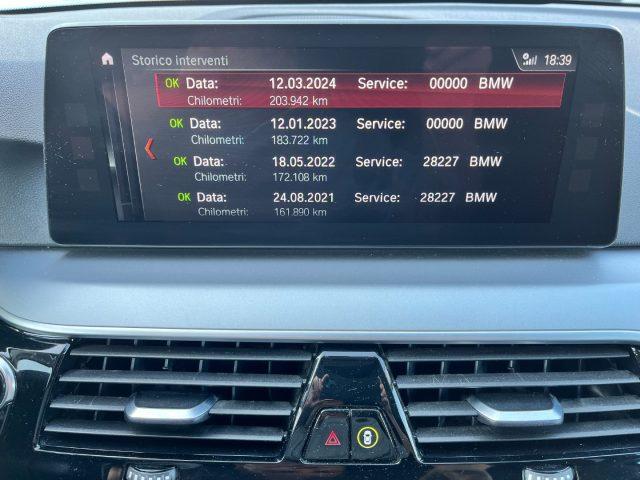 Storico interventi 18:39
OK Data: 12.03.2024 Service: 00000 BMW
Chilometri: 203.942 km
OK Data: 12.01.2023 Service: 00000 BMW
Chilometri: 183.722 km
OK Data: 18.05.2022 Service: 28227 BMW
Chilometri: 172.108 km
OK Data: 24.08.2021 Service: 28227 BMW
Chilometri: 161.890 km